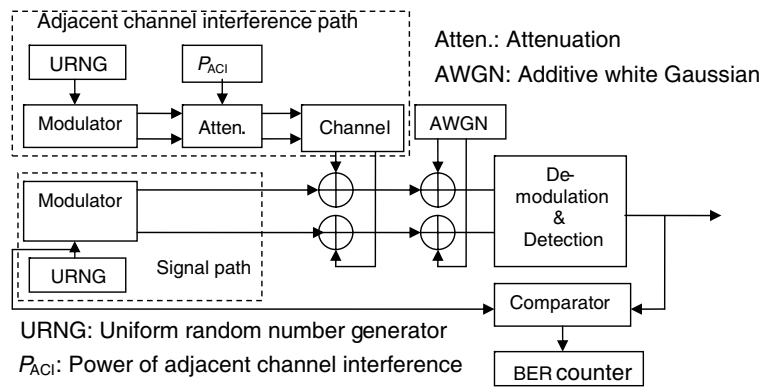 Adjacent channel interference path
URNG
PACI
Modulator
Atten.
Channel
AWGN
Atten.: Attenuation
AWGN: Additive white Gaussian
Modulator
URNG
Signal path
De-
modulation
&
Detection
Comparator
BER counter
URNG: Uniform random number generator
PACI: Power of adjacent channel interference